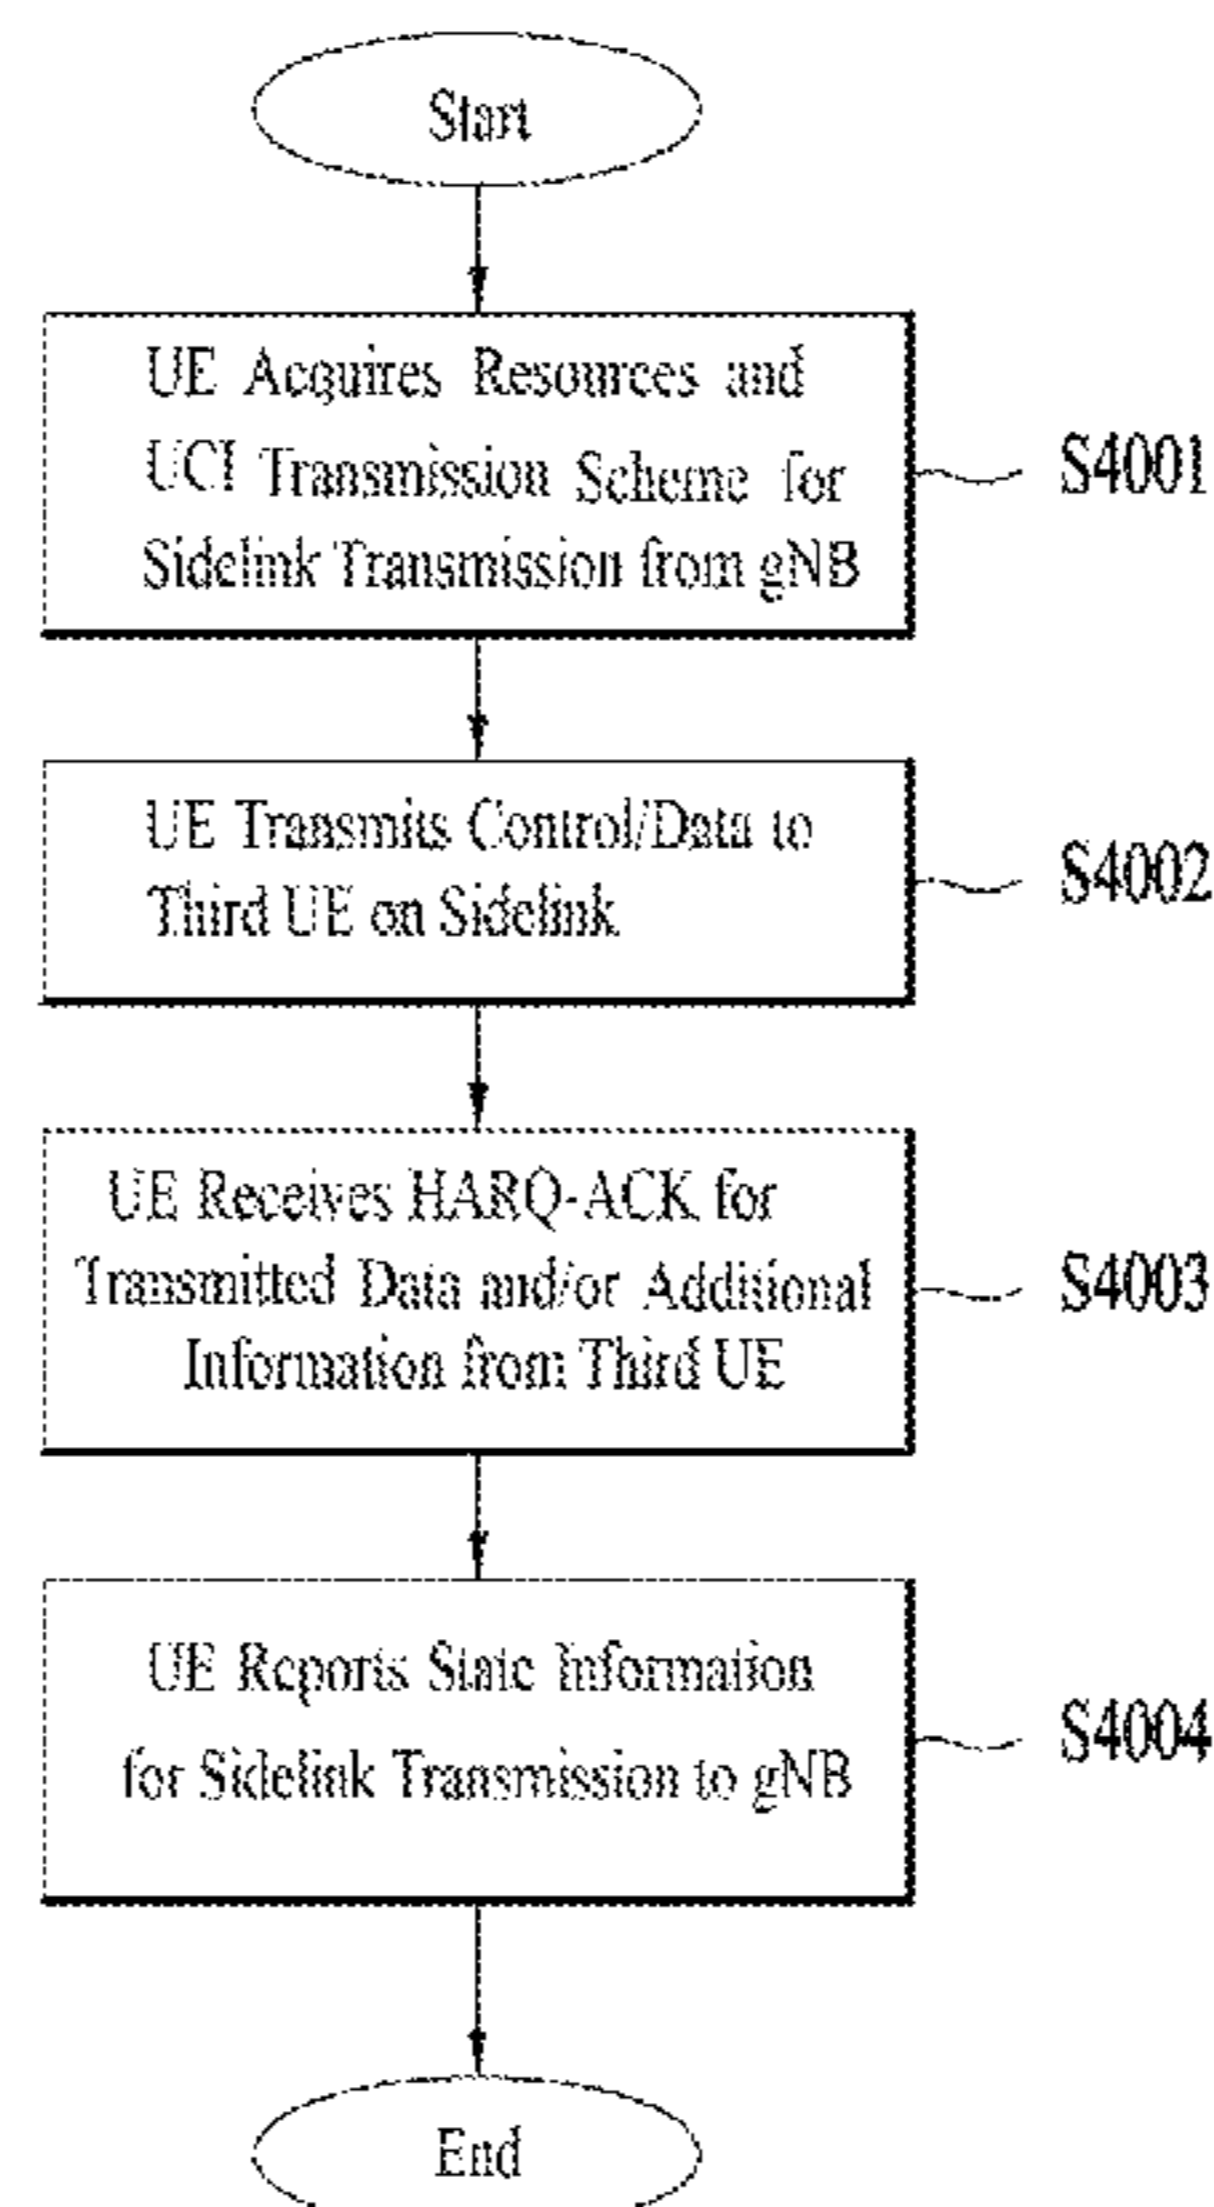 Start
UE Acquires Resources and
UCI Transmission Scheme for
Sidelink Transmission from gNB
S4001
UE Transmits Control/Data to
Third UE on Sidelink
S4002
UE Receives HARQ-ACK for
Transmitted Data and/or Additional
Information from Third UE
S4003
UE Reports State Information
for Sidelink Transmission to gNB
S4004
End